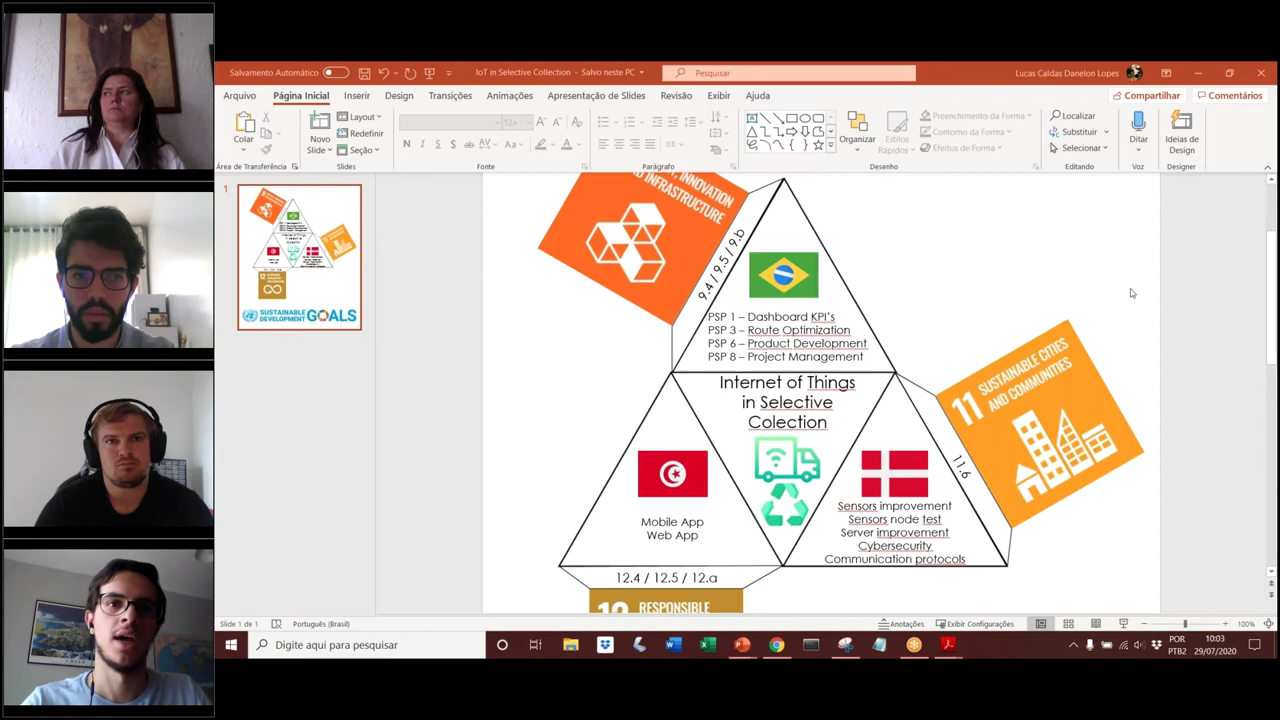 Salvamento Automático
IoT in Selective Collection - Salvo neste PC
Pesquisar
Lucas Caldas Danelon Lopes
Arquivo
Página Inicial
Inserir
Design
Transições
Animações
Apresentação de Slides
Revisão
Exibir
Ajuda
Compartilhar
Comentários
Colar
Novo
Slide
Layout
Redefinir
Seção
12
N I S ab AV Aa
Organizar
Estilos
Rápidos
Preenchimento da Forma
Contorno da Forma
Efeitos de Forma
Localizar
Substituir
Selecionar
Ditar
Ideias de
Design
Área de Transferência
Slides
Fonte
Parágrafo
Desenho
Editando
Voz
Designer
1
SUSTAINABLE
DEVELOPMENT
GOALS
INNOVATION
INFRASTRUCTURE
9.4 / 9.5 / 9.b
PSP 1 – Dashboard KPI's
PSP 3 – Route Optimization
PSP 6 – Product Development
PSP 8 – Project Management
Internet of Things
in Selective
Colection
11 SUSTAINABLE CITIES
AND COMMUNITIES
11.6
Mobile App
Web App
Sensors improvement
Sensors node test
Server improvement
Cybersecurity
Communication protocols
12.4 / 12.5 / 12.a
12 RESPONSIBLE
Slide 1 de 1
Português (Brasil)
Anotações
Exibir Configurações
100%
Digite aqui para pesquisar
POR
PTB2
10:03
29/07/2020